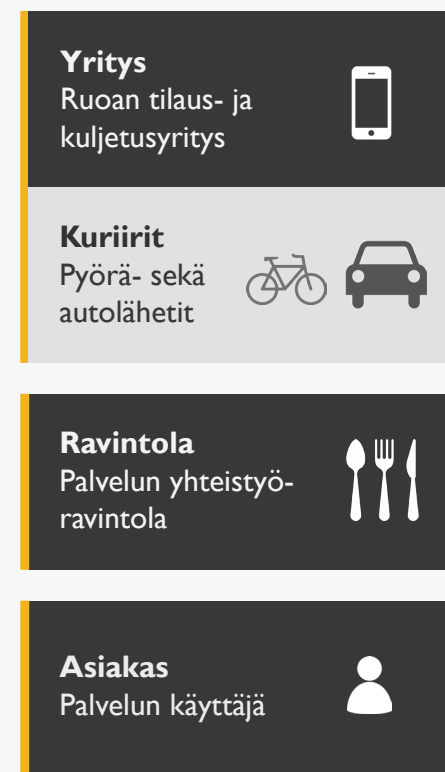 Yritys
Ruoan tilaus- ja
kuljetusyritys
Kuriirit
Pyörä- sekä
autolähetit
Ravintola
Palvelun yhteistyö-
ravintola
Asiakas
Palvelun käyttäjä